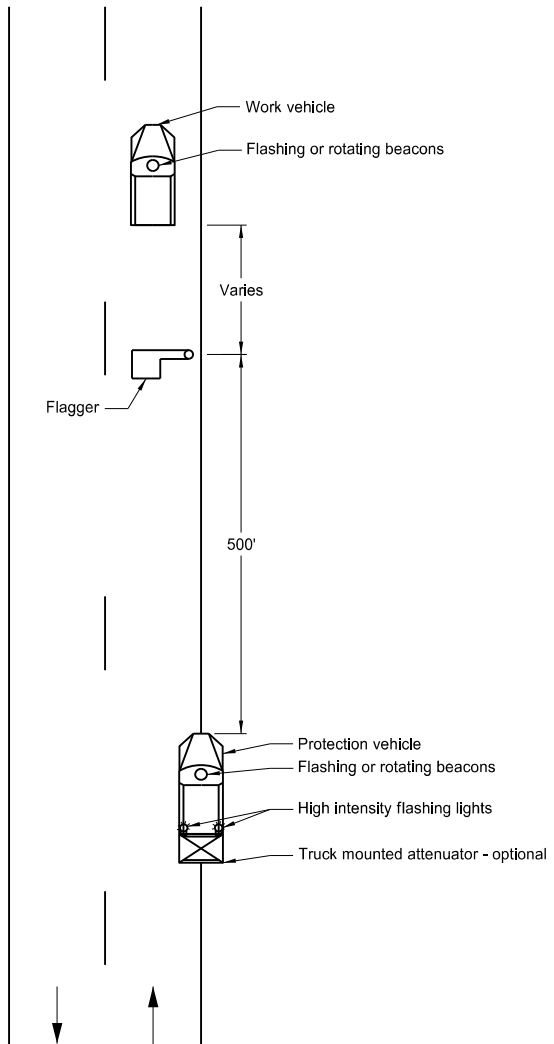 Work vehicle
Flashing or rotating beacons
Varies
Flagger
500'
Protection vehicle
Flashing or rotating beacons
High intensity flashing lights
Truck mounted attenuator - optional